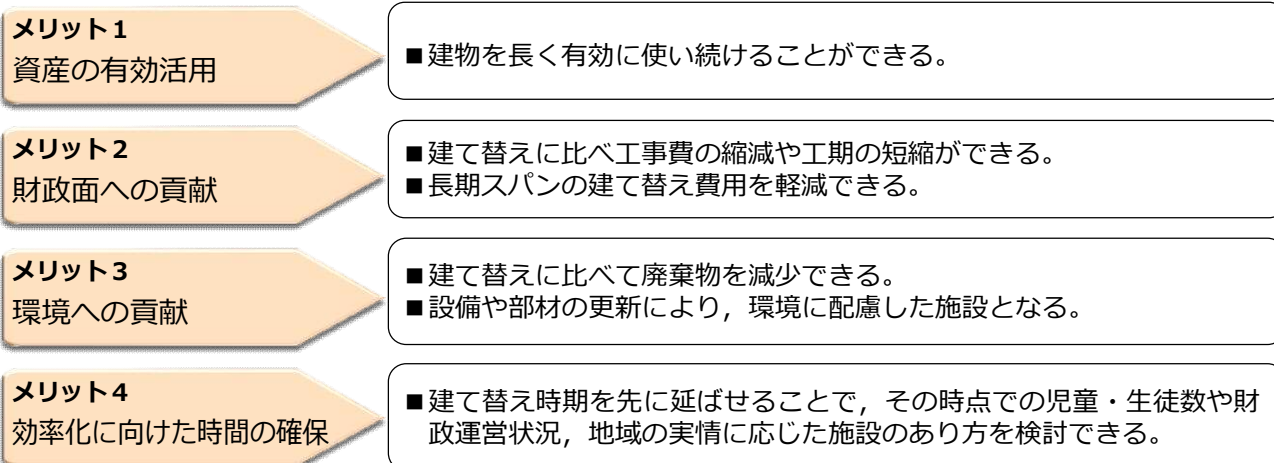 メリット1
資産の有効活用
■建物を長く有効に使い続けることができる。
メリット2
財政面への貢献
■建て替えに比べ工事費の縮減や工期の短縮ができる。
■長期スパンの建て替え費用を軽減できる。
メリット3
環境への貢献
■建て替えに比べて廃棄物を減少できる。
■設備や部材の更新により，環境に配慮した施設となる。
メリット4
効率化に向けた時間の確保
■建て替え時期を先に延ばせることで，その時点での児童・生徒数や財
政運営状況，地域の実情に応じた施設のあり方を検討できる。